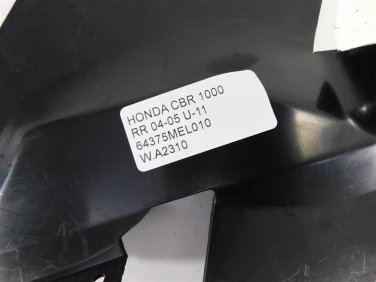 HONDA CBR 1000
RR 04-05 U-11
64375MEL010
W.A2310